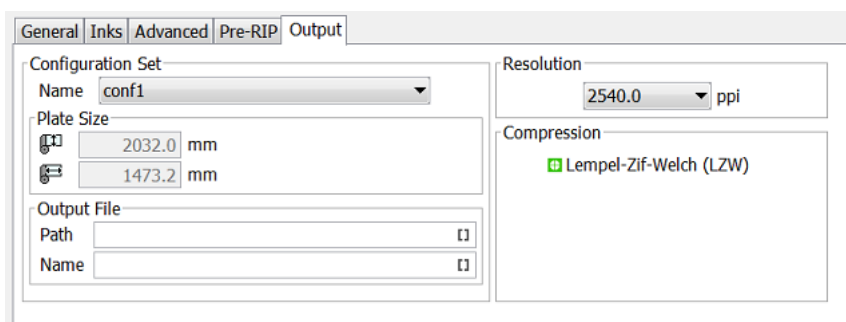 General Inks Advanced Pre-RIP Output
Configuration Set
Name conf1
Plate Size
2032.0 mm
1473.2 mm
Output File
Path []
Name []
Resolution
2540.0 ppi
Compression
Lempel-Zif-Welch (LZW)